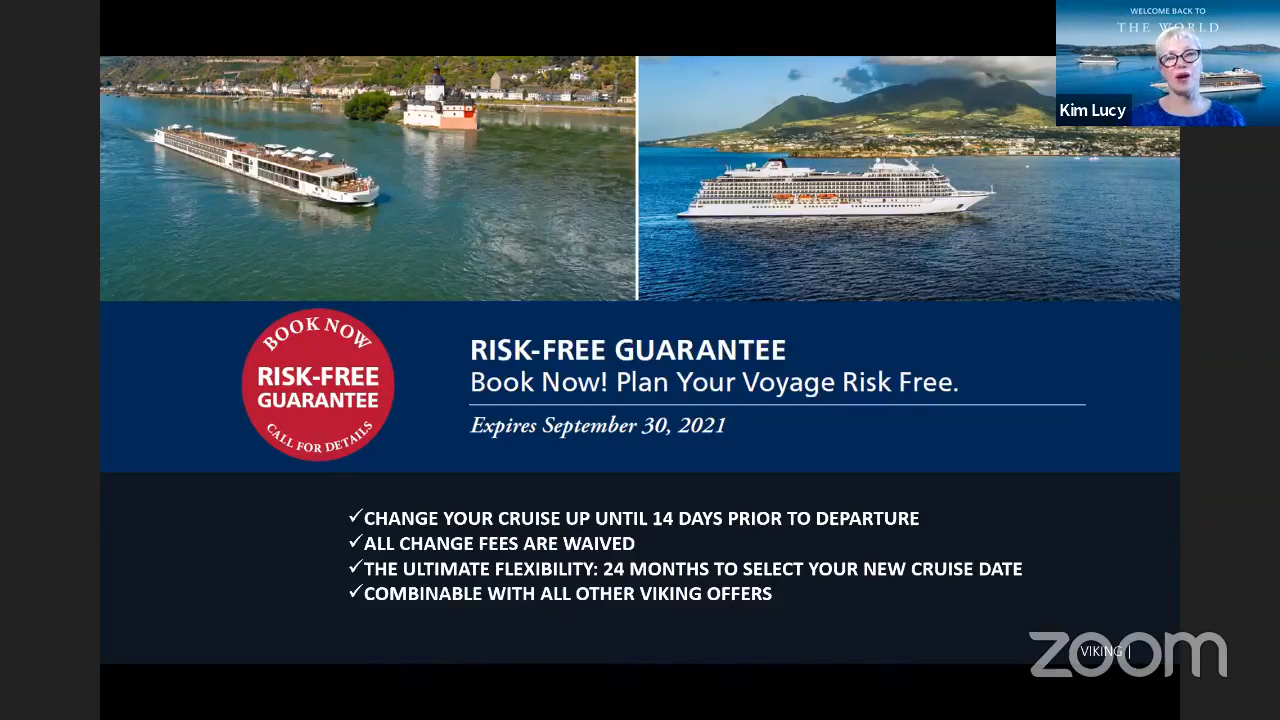 WELCOME BACK TO
THE WORLD
Kim Lucy
BOOK NOW
RISK-FREE
GUARANTEE
CALL FOR DETAILS
RISK-FREE GUARANTEE
Book Now! Plan Your Voyage Risk Free.
Expires September 30, 2021
✓CHANGE YOUR CRUISE UP UNTIL 14 DAYS PRIOR TO DEPARTURE
✓ALL CHANGE FEES ARE WAIVED
✓THE ULTIMATE FLEXIBILITY: 24 MONTHS TO SELECT YOUR NEW CRUISE DATE
✓COMBINABLE WITH ALL OTHER VIKING OFFERS
VIKING |
zoom